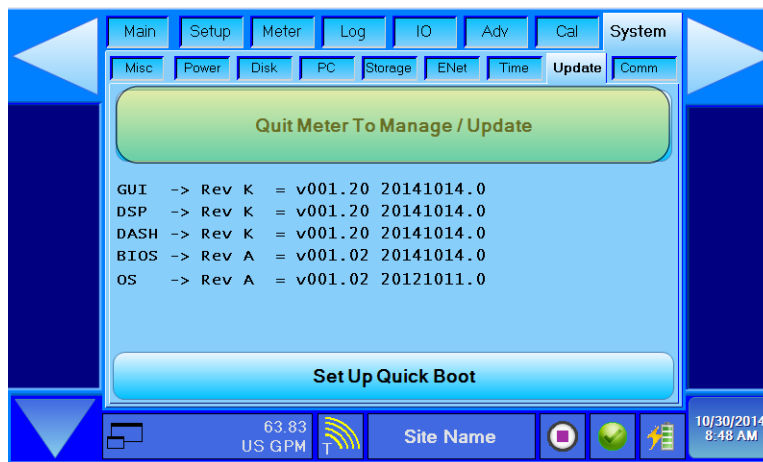 Main Setup Meter Log IO Adv Cal System
Misc Power Disk PC Storage ENet Time Update Comm
Quit Meter To Manage / Update
GUI -> Rev K = v001.20 20141014.0
DSP -> Rev K = v001.20 20141014.0
DASH -> Rev K = v001.20 20141014.0
BIOS -> Rev A = v001.02 20141014.0
OS -> Rev A = v001.02 20121011.0
Set Up Quick Boot
63.83
US GPM
T
Site Name
10/30/2014
8:48 AM